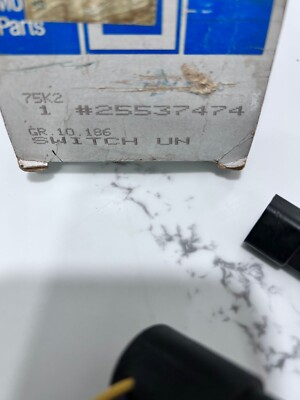 Parts
75K2
1 #25537474
GR.10.186
SWITCH UN